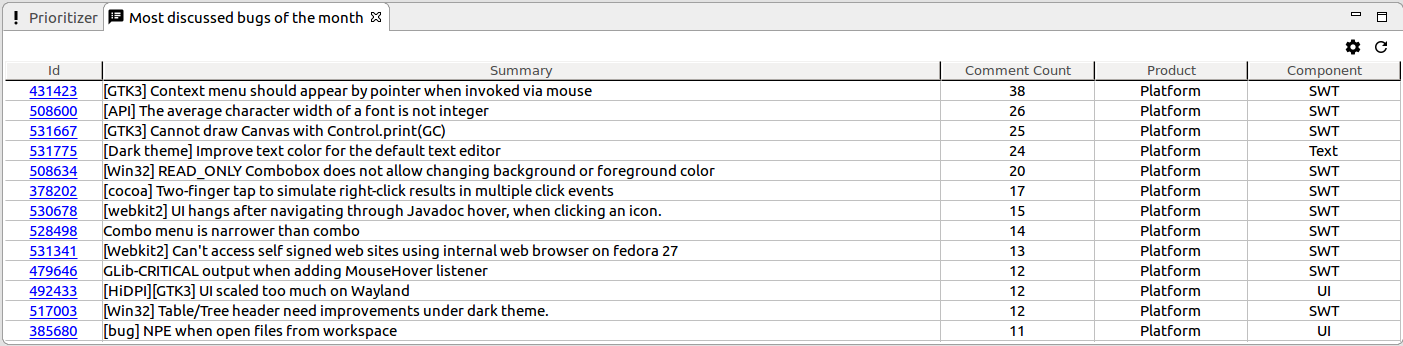 Prioritizer Most discussed bugs of the month
Id Summary Comment Count Product Component
431423 [GTK3] Context menu should appear by pointer when invoked via mouse 38 Platform SWT
508600 [API] The average character width of a font is not integer 26 Platform SWT
531667 [GTK3] Cannot draw Canvas with Control.print(GC) 25 Platform SWT
531775 [Dark theme] Improve text color for the default text editor 24 Platform Text
508634 [Win32] READ_ONLY Combobox does not allow changing background or foreground color 20 Platform SWT
378202 [cocoa] Two-finger tap to simulate right-click results in multiple click events 17 Platform SWT
530678 [webkit2] UI hangs after navigating through Javadoc hover, when clicking an icon. 15 Platform SWT
528498 Combo menu is narrower than combo 14 Platform SWT
531341 [Webkit2] Can't access self signed web sites using internal web browser on fedora 27 13 Platform SWT
479646 GLib-CRITICAL output when adding MouseHover listener 12 Platform SWT
492433 [HiDPI][GTK3] UI scaled too much on Wayland 12 Platform UI
517003 [Win32] Table/Tree header need improvements under dark theme. 12 Platform SWT
385680 [bug] NPE when open files from workspace 11 Platform UI